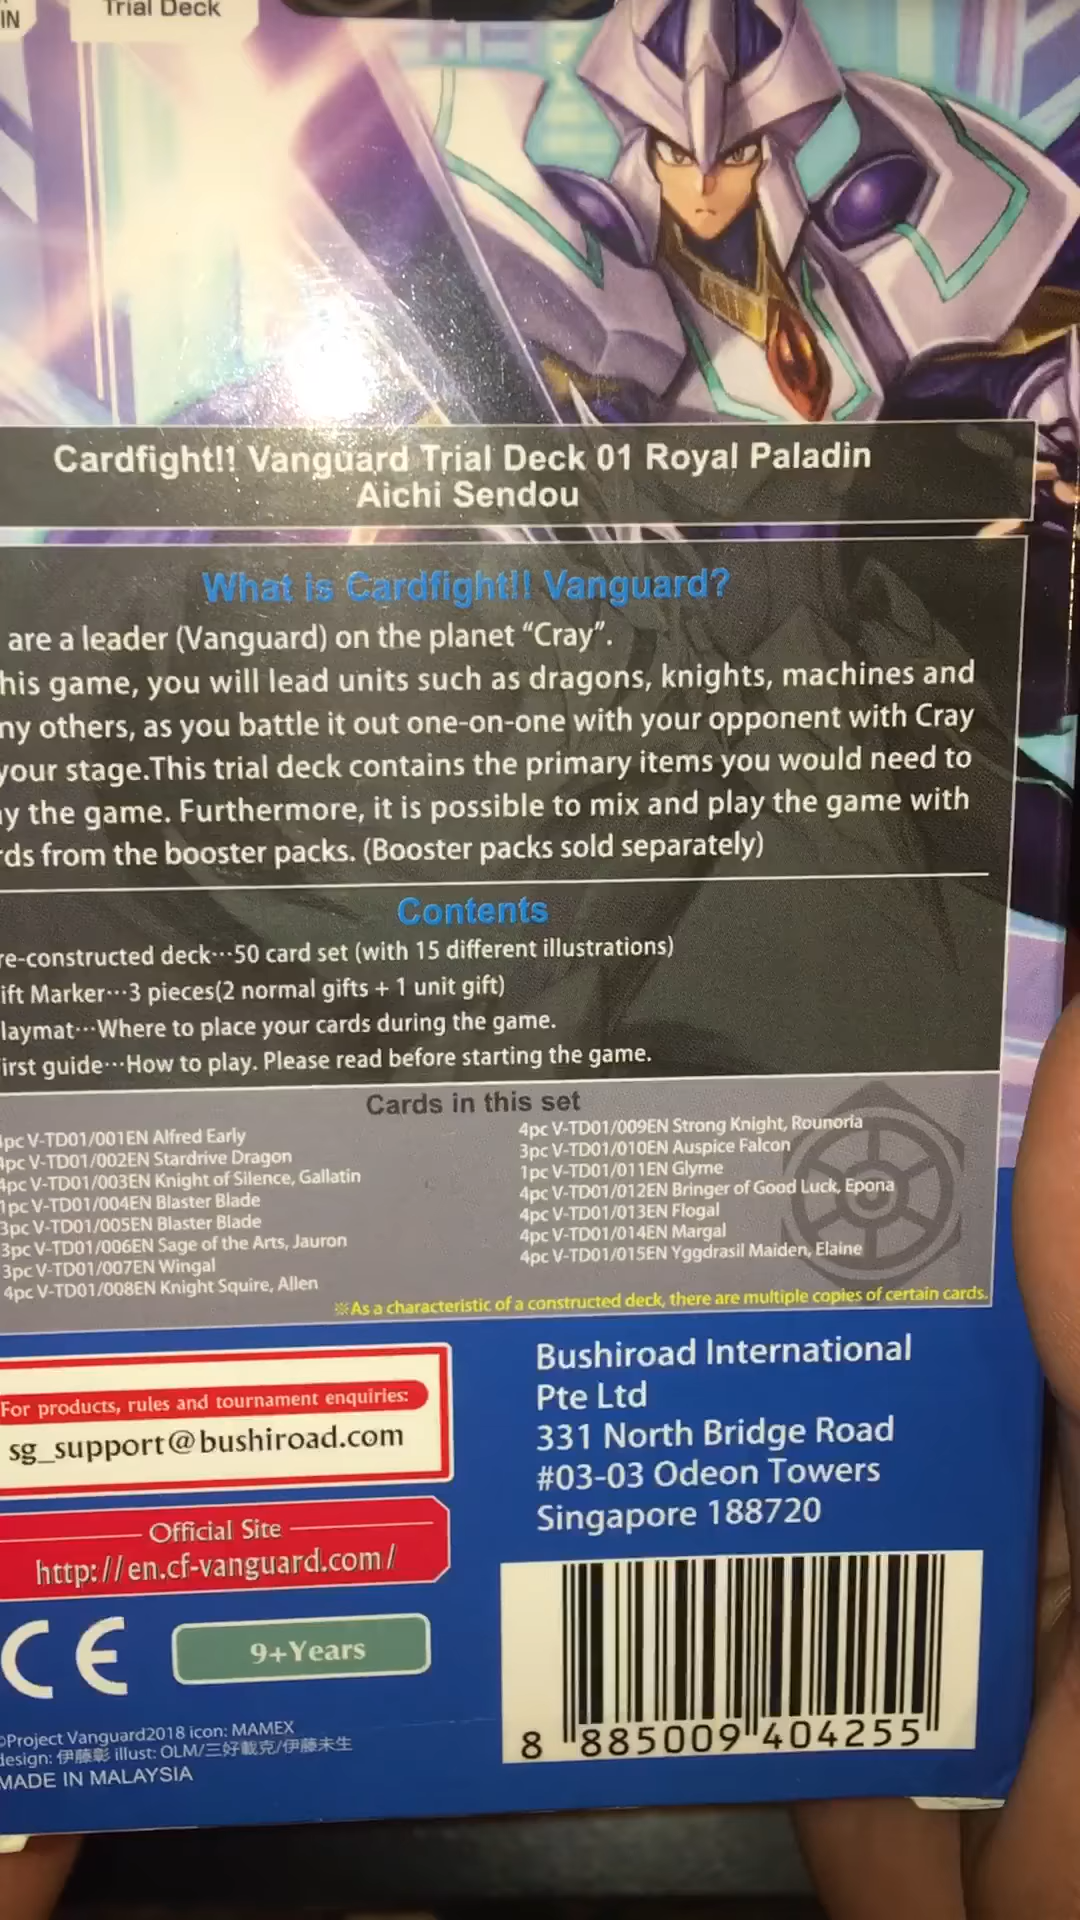 IN
Trial Deck
Cardfight!! Vanguard Trial Deck 01 Royal Paladin
Aichi Sendou
What is Cardfight!! Vanguard?
are a leader (Vanguard) on the planet “Cray”.
his game, you will lead units such as dragons, knights, machines and
ny others, as you battle it out one-on-one with your opponent with Cray
your stage.This trial deck contains the primary items you would need to
y the game. Furthermore, it is possible to mix and play the game with
rds from the booster packs. (Booster packs sold separately)
Contents
re-constructed deck···50 card set (with 15 different illustrations)
ift Marker···3 pieces(2 normal gifts + 1 unit gift)
laymat···Where to place your cards during the game.
irst guide···How to play. Please read before starting the game.
Cards in this set
pc V-TD01/001EN Alfred Early
pc V-TD01/002EN Stardrive Dragon
4pc V-TD01/003EN Knight of Silence, Gallatin
1pc V-TD01/004EN Blaster Blade
3pc V-TD01/005EN Blaster Blade
3pc V-TD01/006EN Sage of the Arts, Jauron
3pc V-TD01/007EN Wingal
4pc V-TD01/008EN Knight Squire, Allen
4pc V-TD01/009EN Strong Knight, Rounoria
3pc V-TD01/010EN Auspice Falcon
1pc V-TD01/011EN Glyme
4pc V-TD01/012EN Bringer of Good Luck, Epona
4pc V-TD01/013EN Flogal
4pc V-TD01/014EN Margal
4pc V-TD01/015EN Yggdrasil Maiden, Elaine
※As a characteristic of a constructed deck, there are multiple copies of certain cards.
For products, rules and tournament enquiries:
sg_support@bushiroad.com
Official Site
http://en.cf-vanguard.com/
CE
9+Years
©Project Vanguard2018 icon: MAMEX
design: 伊藤彰 illust: OLM/三好載克/伊藤未生
MADE IN MALAYSIA
Bushiroad International
Pte Ltd
331 North Bridge Road
#03-03 Odeon Towers
Singapore 188720
8 885009 404255